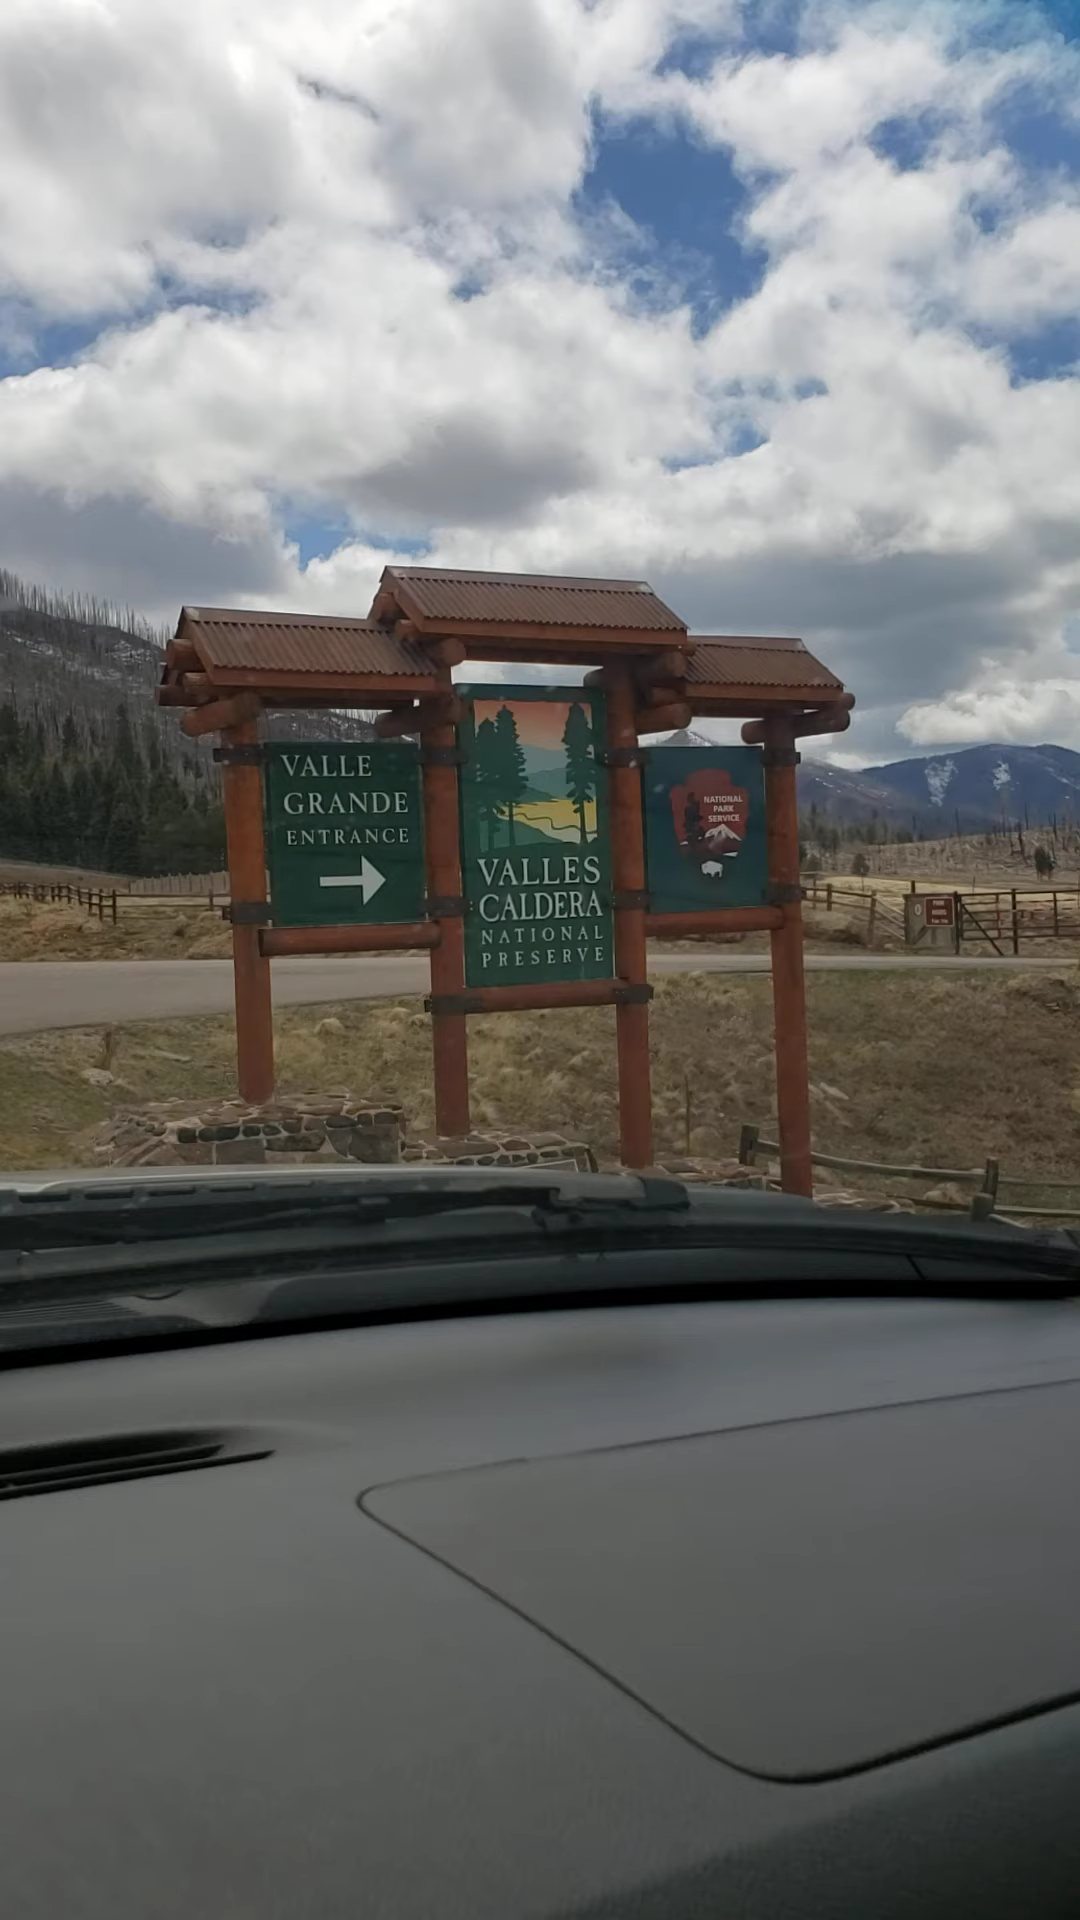 VALLE
GRANDE
ENTRANCE
VALLES
CALDERA
NATIONAL
PRESERVE
NATIONAL
PARK
SERVICE